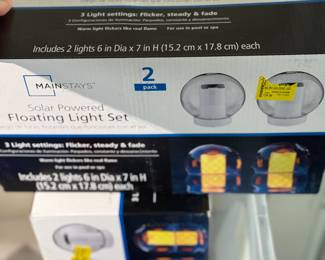 3 Light settings: Flicker, steady & fade
Warm light flickers like real flame
For use in pool or spa
Includes 2 lights 6 in Dia x 7 in H (15.2 cm x 17.8 cm) each
MAINSTAYS
2
pack
Solar Powered
Floating Light Set
3 Light settings: Flicker, steady & fade
Warm light flickers like real flame
For use in pool or spa
Includes 2 lights 6 in Dia x 7 in H
(15.2 cm x 17.8 cm) each